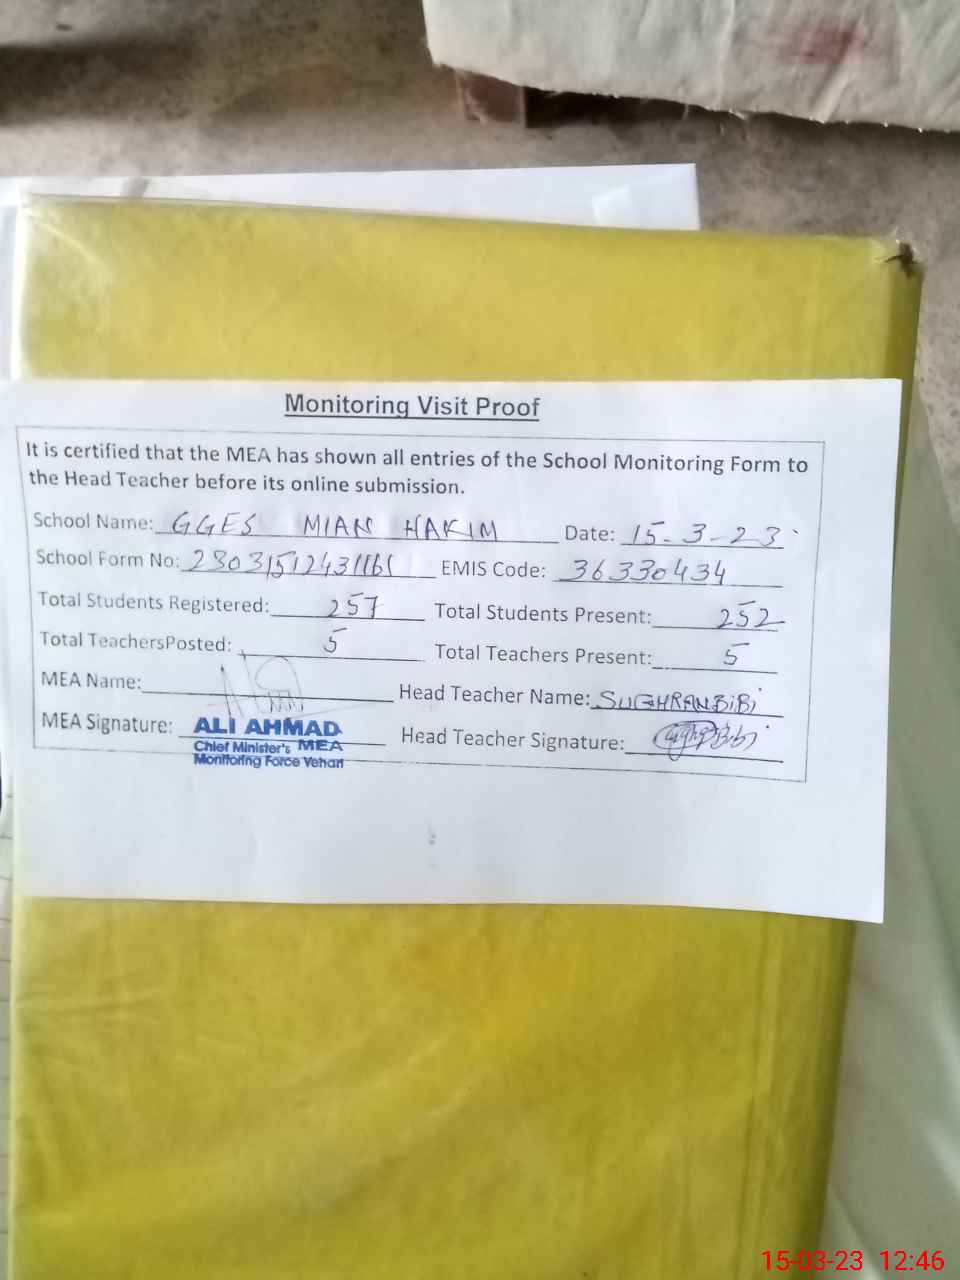 Monitoring Visit Proof
It is certified that the MEA has shown all entries of the School Monitoring Form to
the Head Teacher before its online submission.
School Name: GGES MIAN HAKIM Date: 15-3-23
School Form No: EMIS Code: 36330434
Total Students Registered: 257 Total Students Present: 252
Total TeachersPosted: 5 Total Teachers Present: 5
MEA Name: Head Teacher Name: SUGHRANBiBi
MEA Signature: ALI AHMAD Head Teacher Signature:
Chief Minister's MEA
Monitoring Force Vehari
15-03-23 12:46